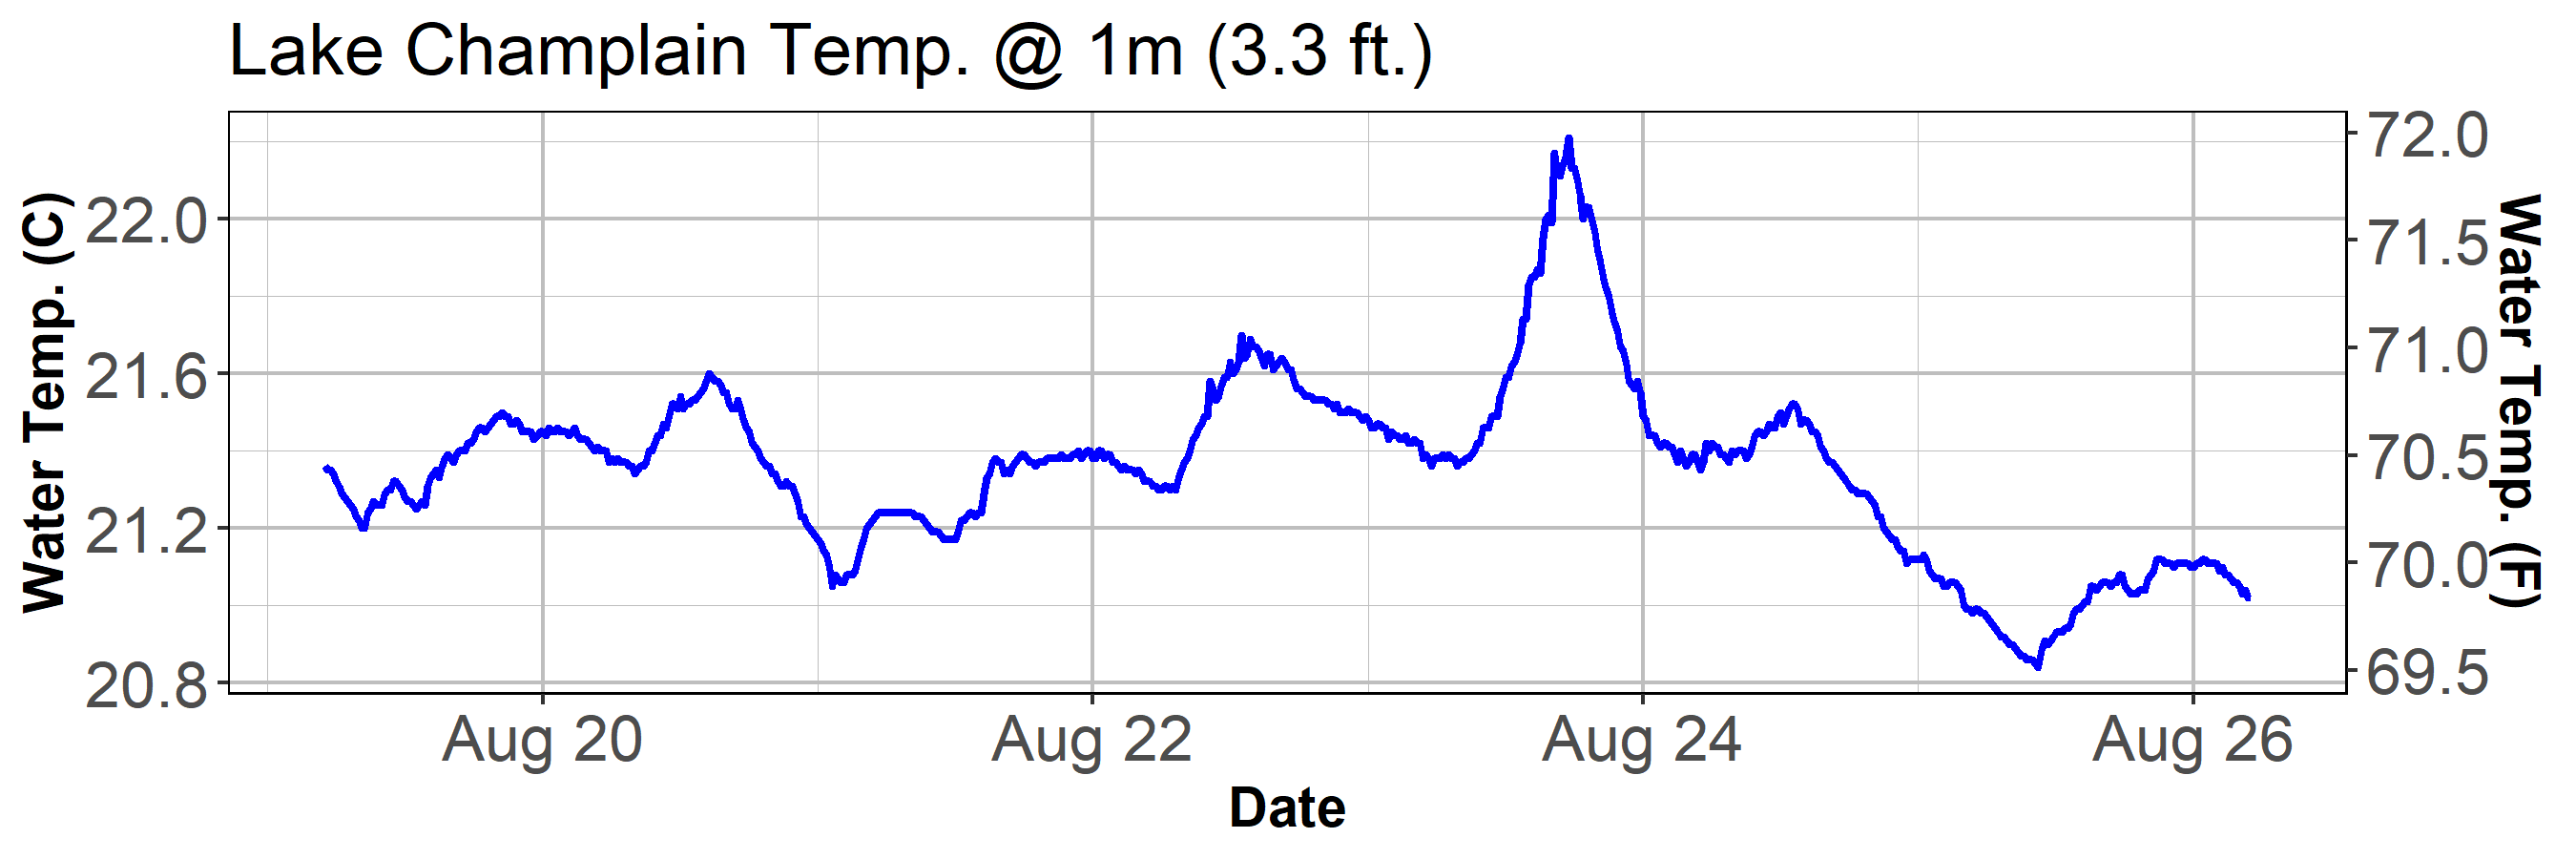 Lake Champlain Temp. @ 1m (3.3 ft.)
Water Temp. (C)
22.0
21.6
21.2
20.8
72.0
71.5
71.0
70.5
70.0
69.5
Water Temp. (F)
Aug 20 Aug 22 Aug 24 Aug 26
Date